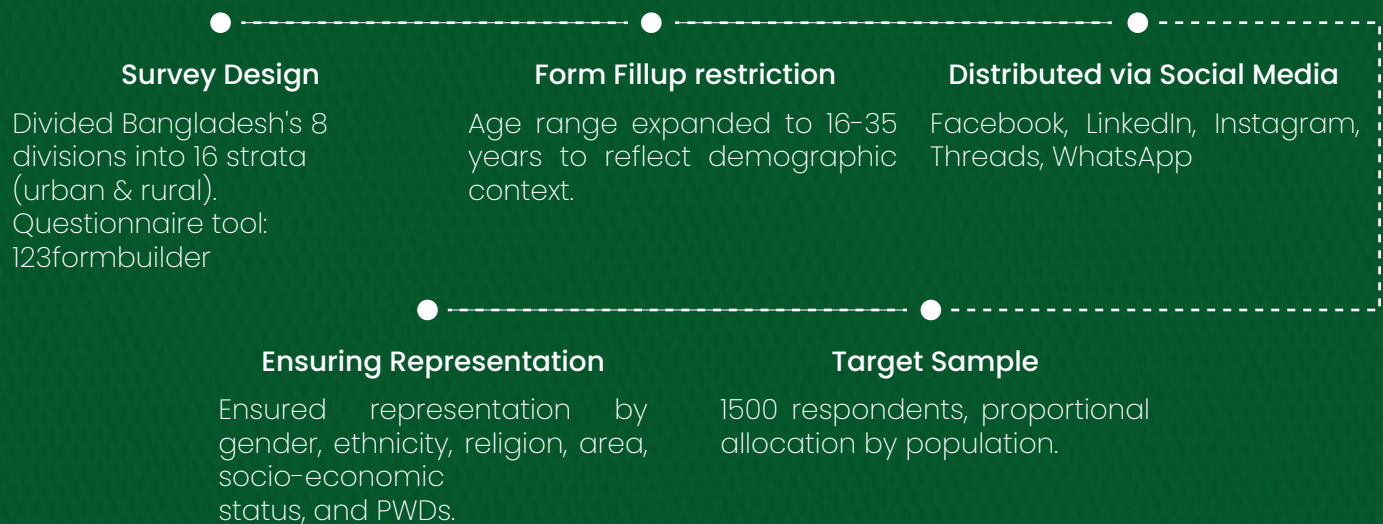 Survey Design
Divided Bangladesh's 8
divisions into 16 strata
(urban & rural).
Questionnaire tool:
123formbuilder
Form Fillup restriction
Age range expanded to 16-35
years to reflect demographic
context.
Distributed via Social Media
Facebook, LinkedIn, Instagram,
Threads, WhatsApp
Ensuring Representation
Ensured representation by
gender, ethnicity, religion, area,
socio-economic
status, and PWDs.
Target Sample
1500 respondents, proportional
allocation by population.